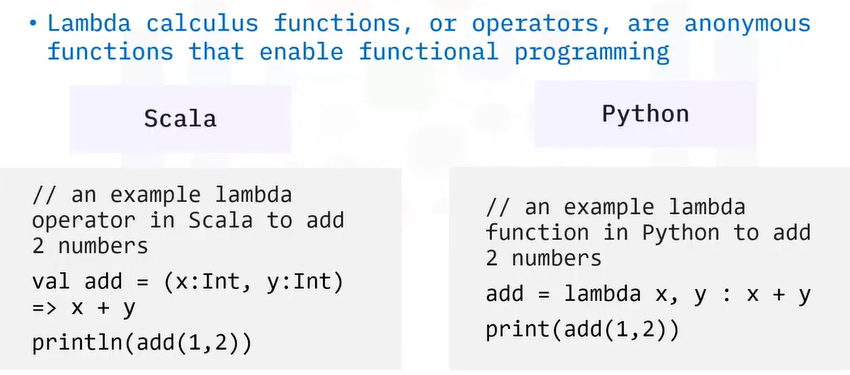 • Lambda calculus functions, or operators, are anonymous
functions that enable functional programming
Scala
// an example lambda
operator in Scala to add
2 numbers
val add = (x:Int, y:Int)
=> x + y
println(add(1,2))
Python
// an example lambda
function in Python to add
2 numbers
add = lambda x, y : x + y
print(add(1,2))